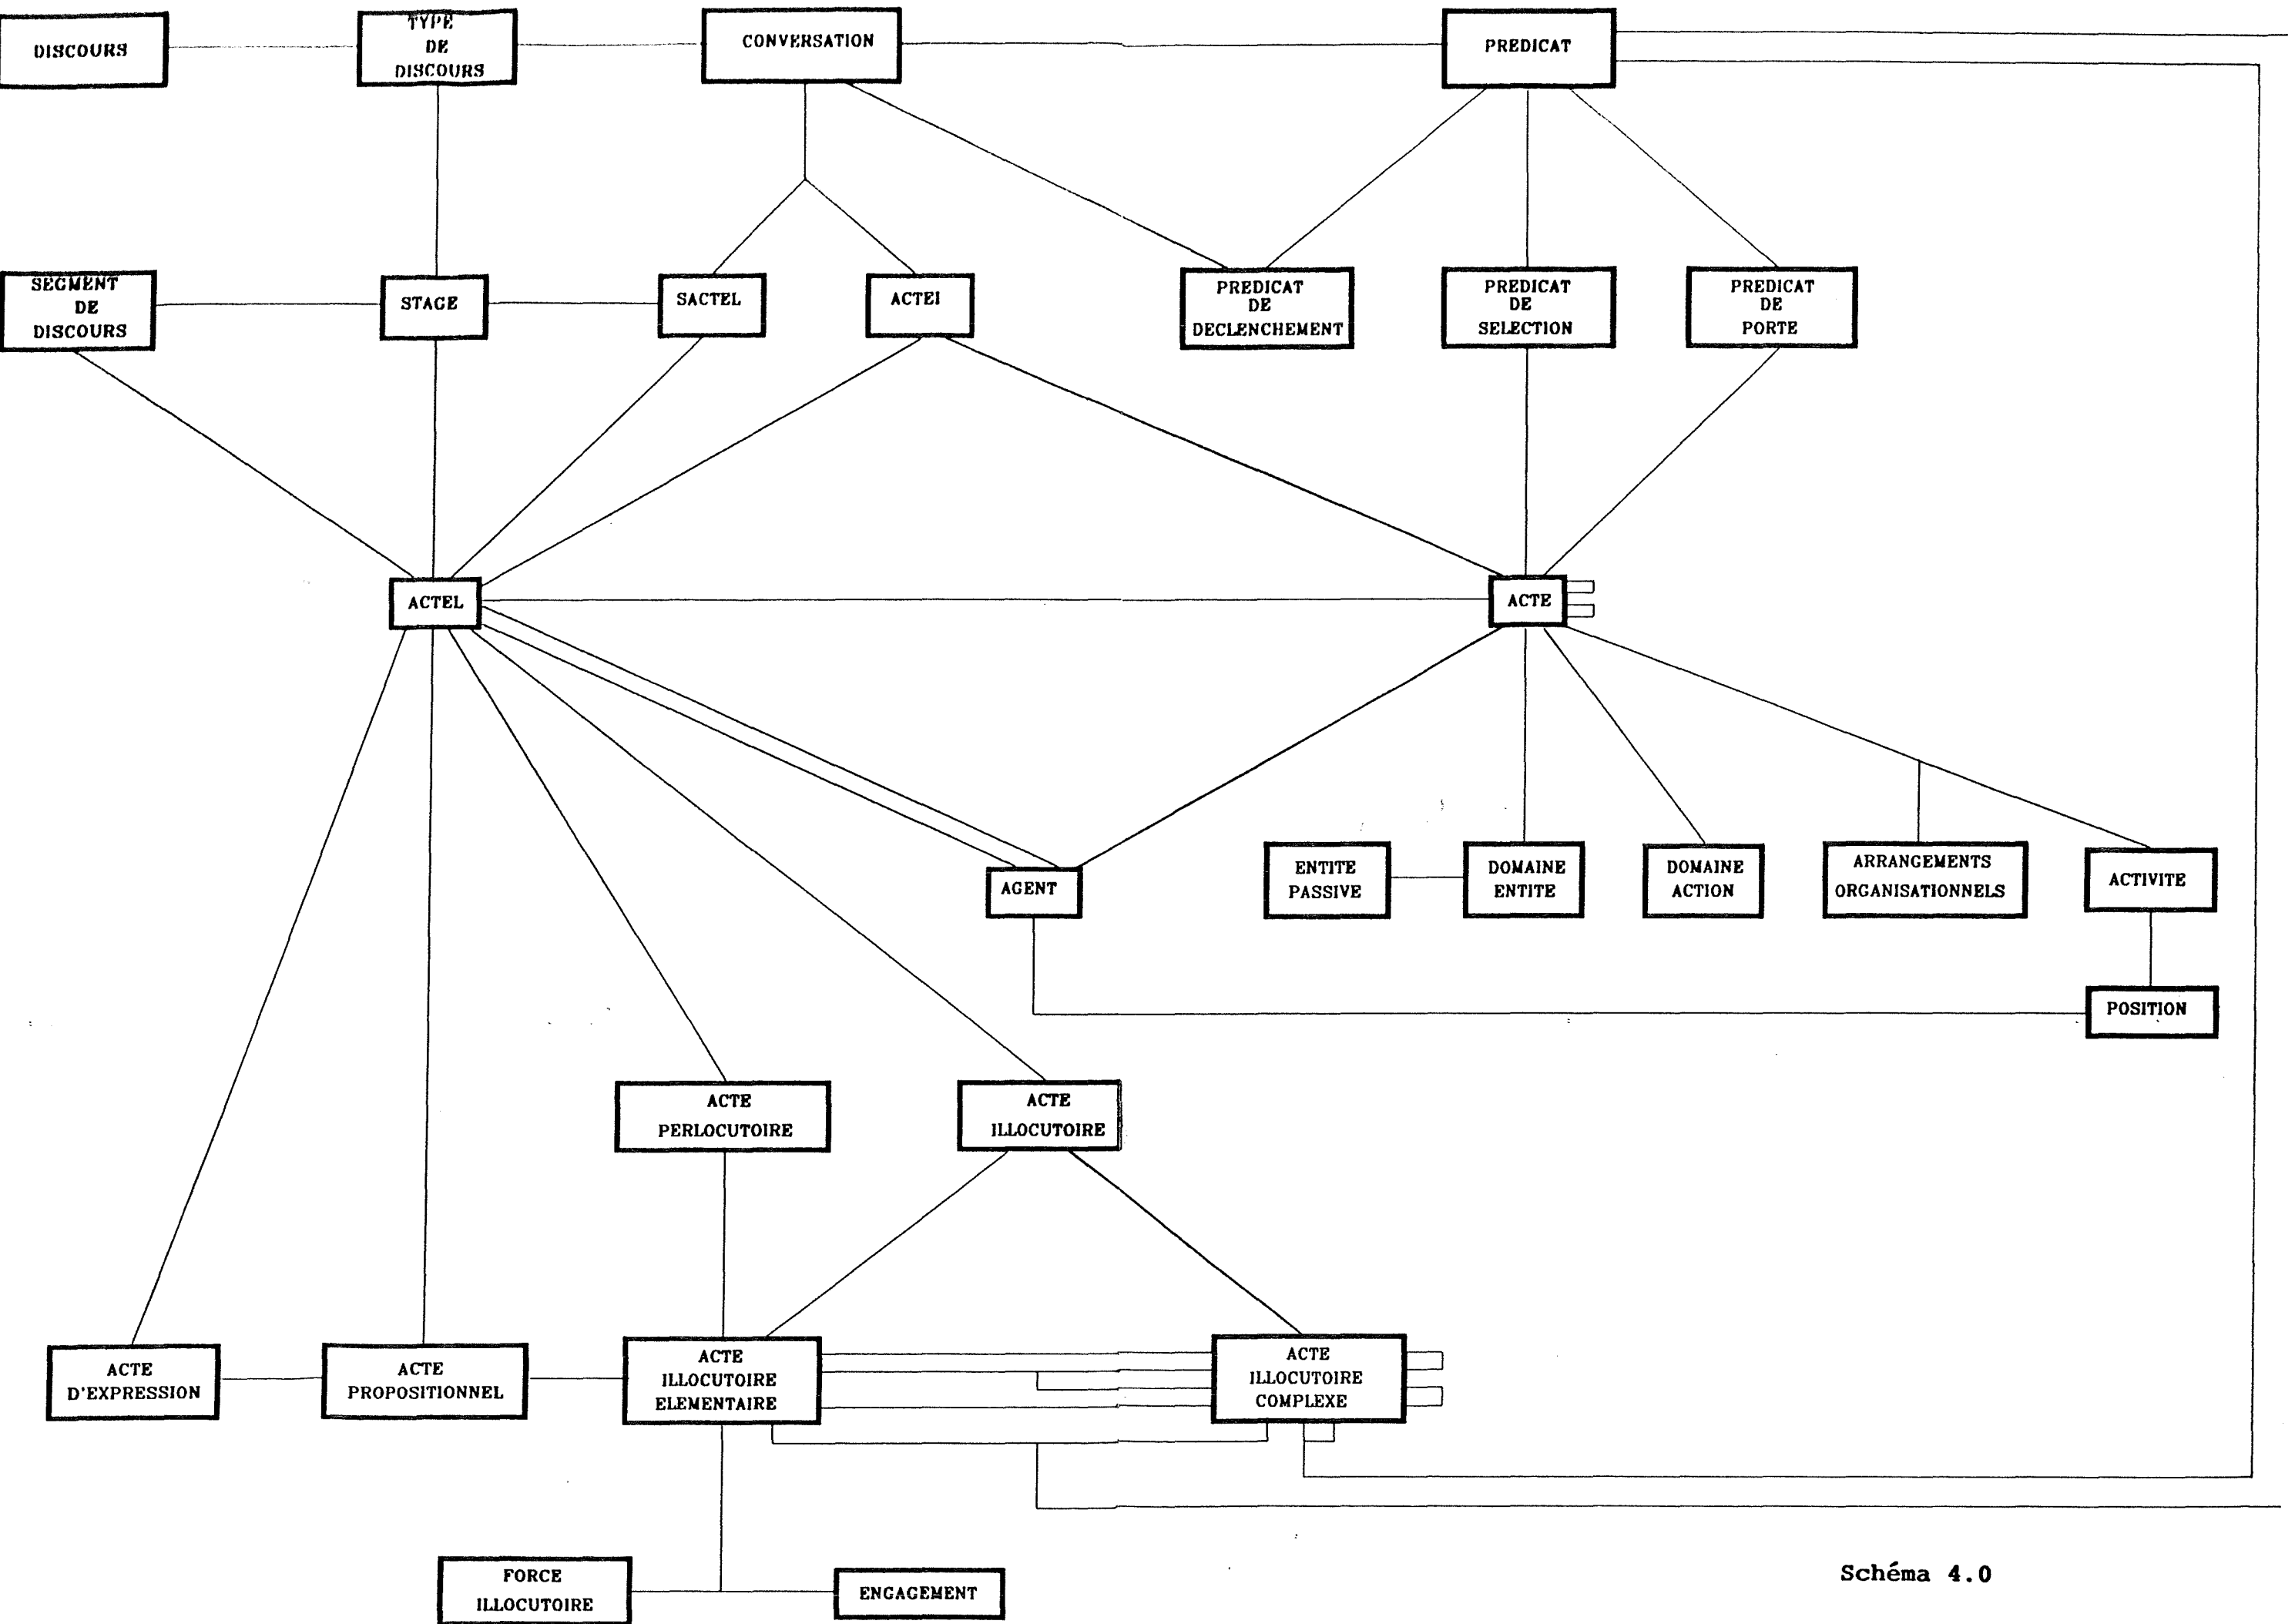 DISCOURS
TYPE
DE
DISCOURS
CONVERSATION
PREDICAT
SEGMENT
DE
DISCOURS
STAGE
SACTEL
ACTEI
PREDICAT
DE
DECLENCHEMENT
PREDICAT
DE
SELECTION
PREDICAT
DE
PORTE
ACTEL
ACTE
AGENT
ENTITE
PASSIVE
DOMAINE
ENTITE
DOMAINE
ACTION
ARRANGEMENTS
ORGANISATIONNELS
ACTIVITE
POSITION
ACTE
PERLOCUTOIRE
ACTE
ILLOCUTOIRE
ACTE
D'EXPRESSION
ACTE
PROPOSITIONNEL
ACTE
ILLOCUTOIRE
ELEMENTAIRE
ACTE
ILLOCUTOIRE
COMPLEXE
FORCE
ILLOCUTOIRE
ENGAGEMENT
Schéma 4.0